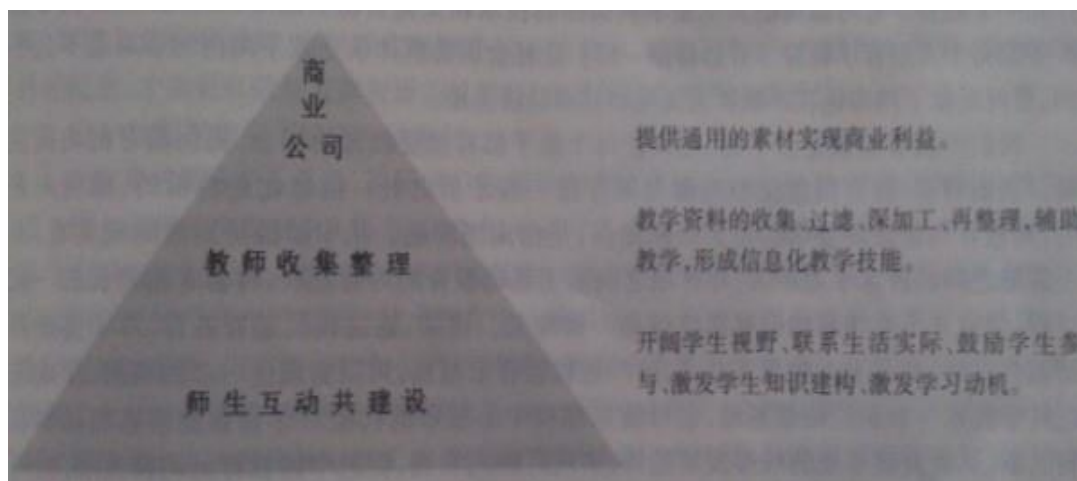 商
业
公司
提供通用的素材实现商业利益。
教师收集整理
教学资料的收集、过滤、深加工、再整理,辅助
教学,形成信息化教学技能。
师生互动共建设
开阔学生视野、联系生活实际、鼓励学生参
与、激发学生知识建构、激发学习动机。